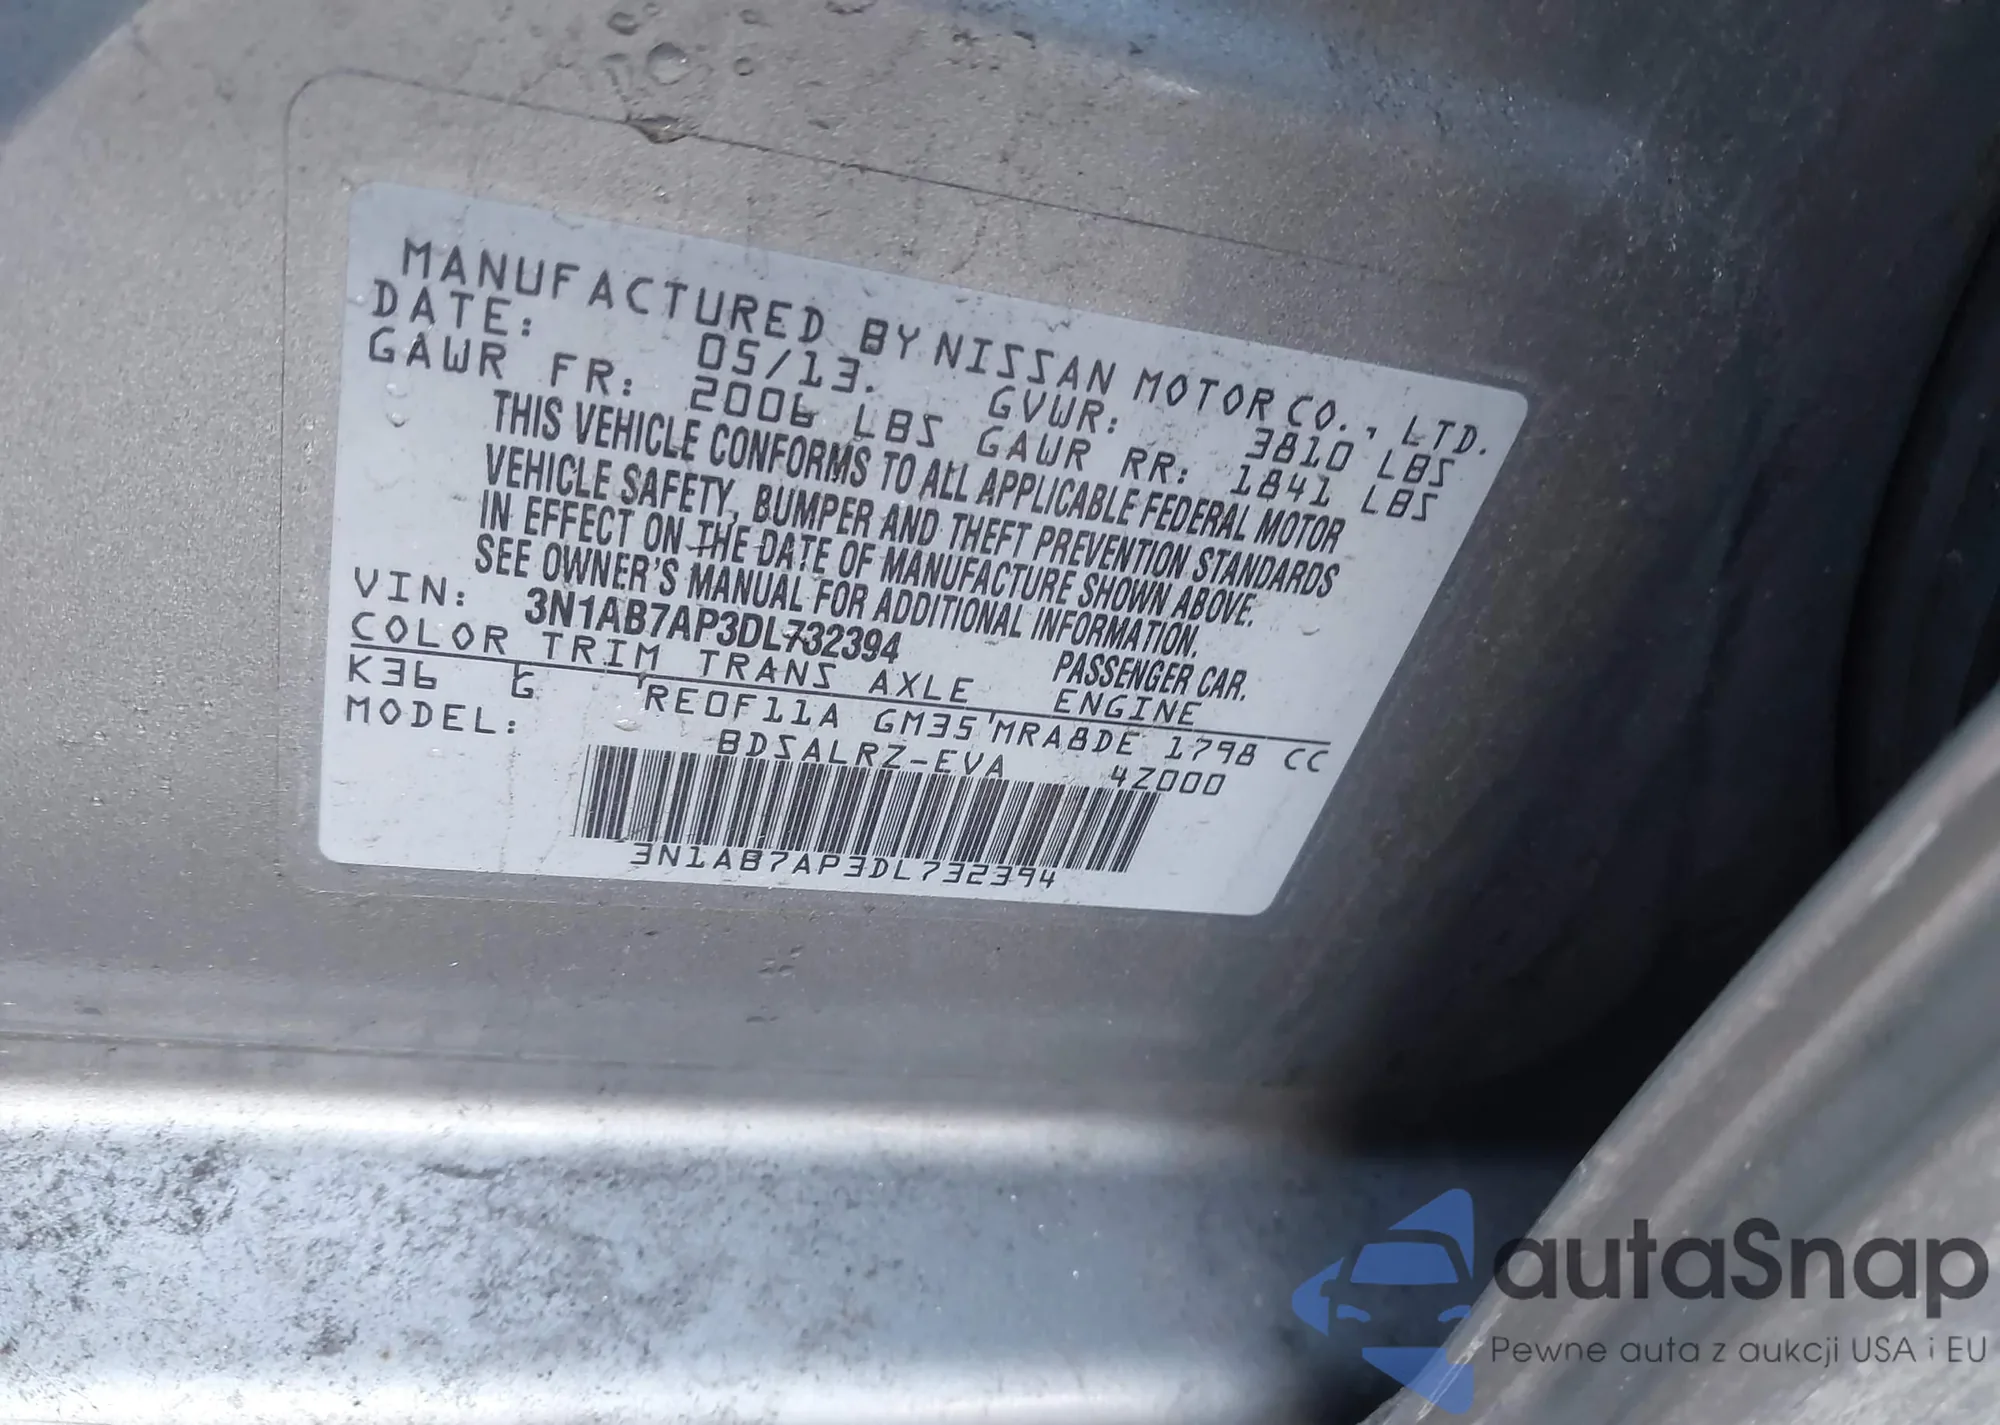 MANUFACTURED BY NISSAN MOTOR CO., LTD.
DATE: 05/13. GVWR: 3810 LBS
GAWR FR: 2006 LBS GAWR RR: 1841 LBS
THIS VEHICLE CONFORMS TO ALL APPLICABLE FEDERAL MOTOR
VEHICLE SAFETY, BUMPER AND THEFT PREVENTION STANDARDS
IN EFFECT ON THE DATE OF MANUFACTURE SHOWN ABOVE.
SEE OWNER'S MANUAL FOR ADDITIONAL INFORMATION.
VIN: 3N1AB7AP3DL732394 PASSENGER CAR.
COLOR TRIM TRANS AXLE ENGINE
K36 G RE0F11A GM35 MRA8DE 1798 CC
MODEL: BDSALRZ-EVA 4Z000
3N1AB7AP3DL732394
autaSnap
Pewne auta z aukcji USA i EU